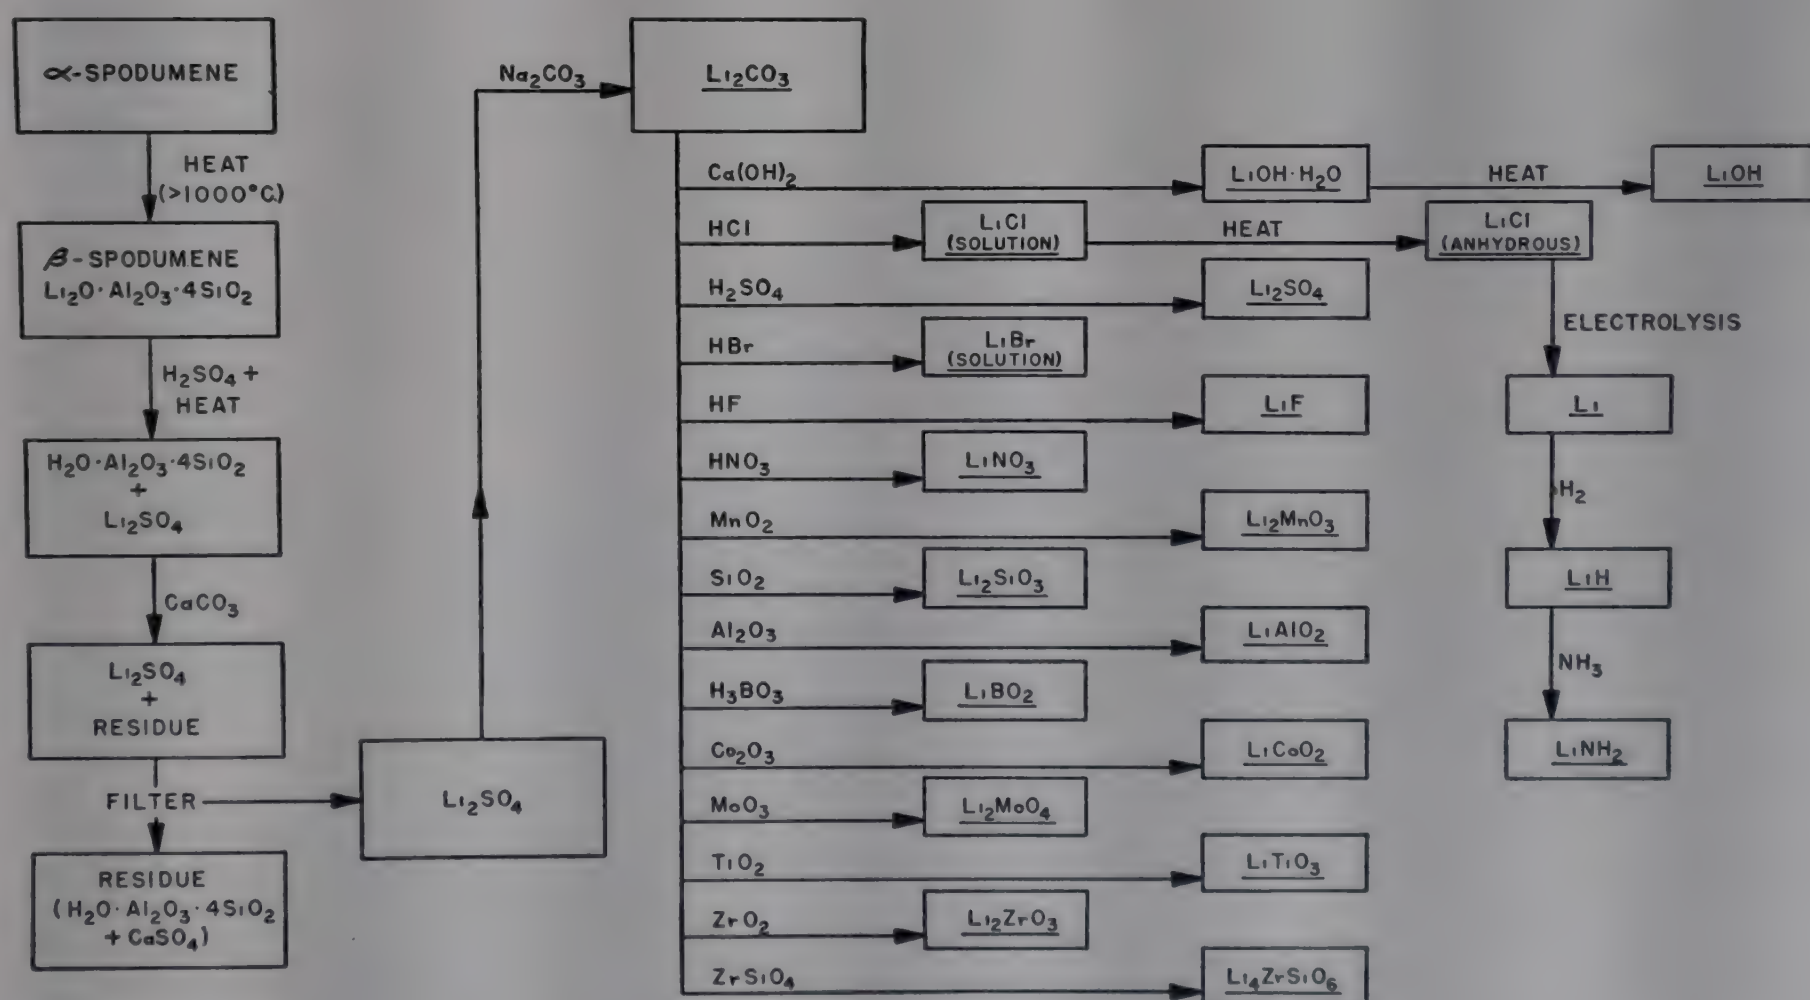 α-SPODUMENE
HEAT
(>1000°C)
β-SPODUMENE
Li₂O·Al₂O₃·4SiO₂
H₂SO₄ +
HEAT
H₂O·Al₂O₃·4SiO₂
+
Li₂SO₄
CaCO₃
Li₂SO₄
+
RESIDUE
FILTER
RESIDUE
(H₂O·Al₂O₃·4SiO₂
+ CaSO₄)
Li₂SO₄
Na₂CO₃
Li₂CO₃
Ca(OH)₂
LiOH·H₂O
HEAT
LiOH
HCl
LiCl
(SOLUTION)
HEAT
LiCl
(ANHYDROUS)
H₂SO₄
Li₂SO₄
ELECTROLYSIS
HBr
LiBr
(SOLUTION)
HF
LiF
Li
HNO₃
LiNO₃
H₂
MnO₂
Li₂MnO₃
SiO₂
Li₂SiO₃
LiH
Al₂O₃
LiAlO₂
NH₃
H₃BO₃
LiBO₂
Co₂O₃
LiCoO₂
LiNH₂
MoO₃
Li₂MoO₄
TiO₂
LiTiO₃
ZrO₂
Li₂ZrO₃
ZrSiO₄
Li₄ZrSiO₆